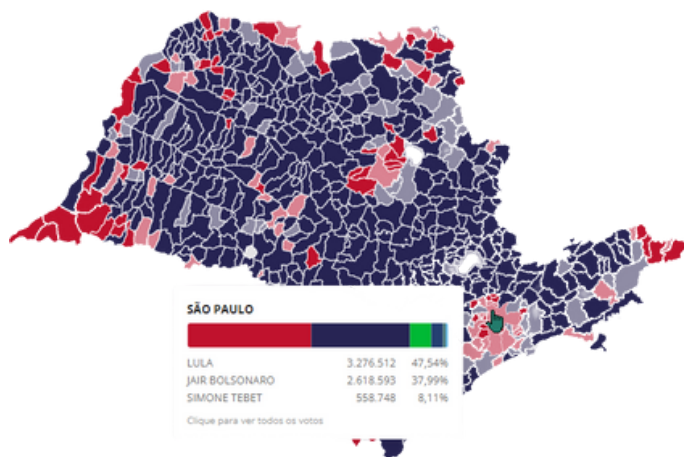 SÃO PAULO
LULA 3.276.512 47,54%
JAIR BOLSONARO 2.618.593 37,99%
SIMONE TEBET 558.748 8,11%
Clique para ver todos os votos